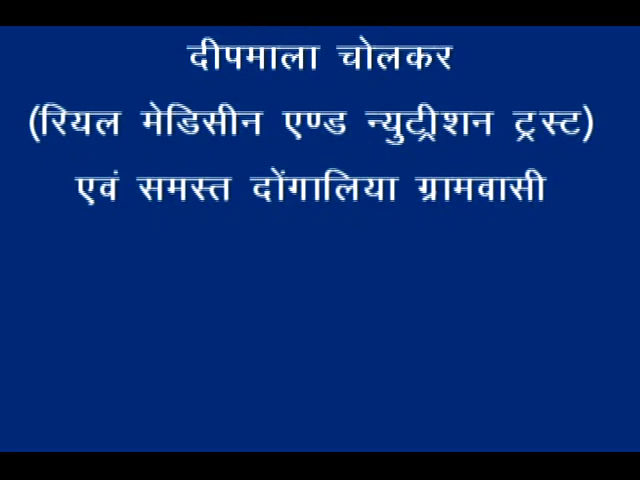 दीपमाला चोलकर
(रियल मेडिसीन एण्ड न्युट्रीशन ट्रस्ट)
एवं समस्त दोंगालिया ग्रामवासी